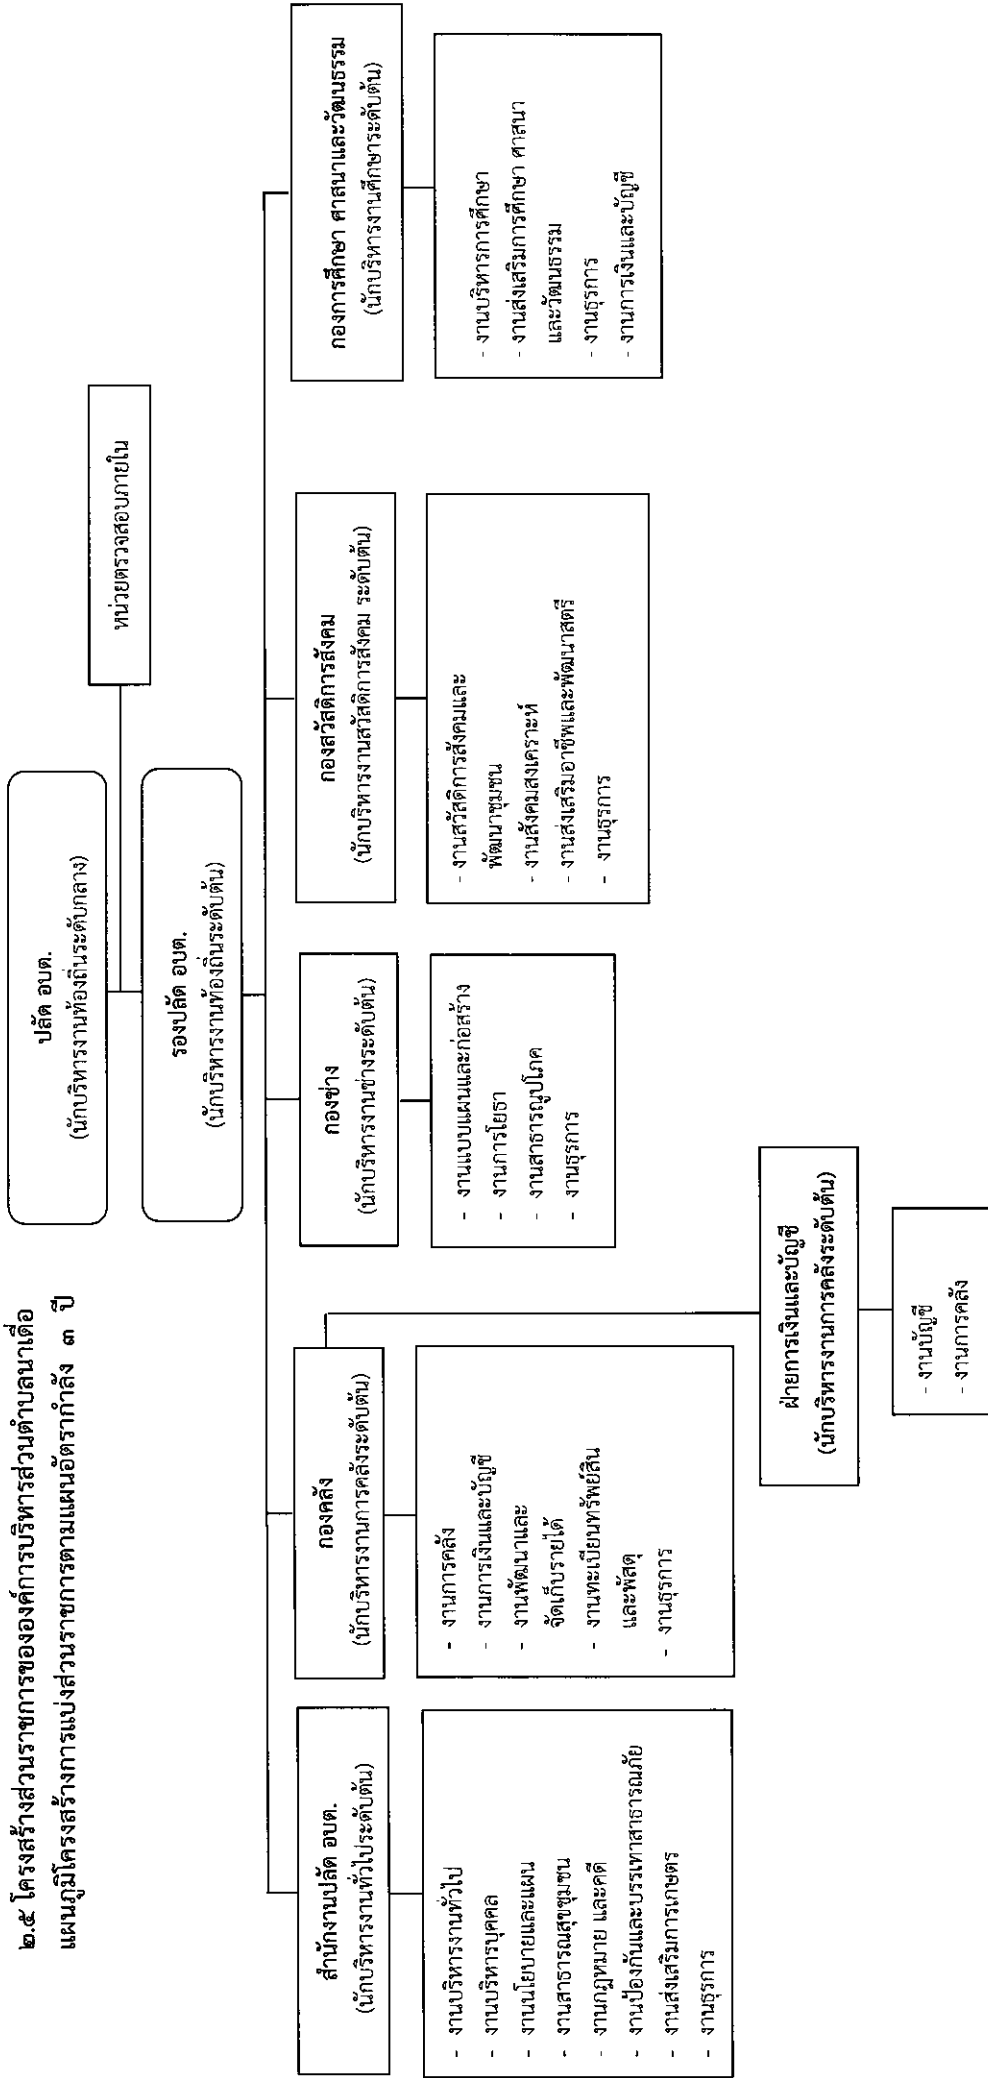 ๒.๕ โครงสร้างส่วนราชการขององค์การบริหารส่วนตำบลนาเดื่อ
แผนภูมิโครงสร้างการแบ่งส่วนราชการตามแผนอัตรากำลัง ๓ ปี
ปลัด อบต.
(นักบริหารงานท้องถิ่นระดับกลาง)
หน่วยตรวจสอบภายใน
รองปลัด อบต.
(นักบริหารงานท้องถิ่นระดับต้น)
สำนักงานปลัด อบต.
(นักบริหารงานทั่วไประดับต้น)
- งานบริหารงานทั่วไป
- งานบริหารบุคคล
- งานนโยบายและแผน
- งานสาธารณสุขชุมชน
- งานกฎหมาย และคดี
- งานป้องกันและบรรเทาสาธารณภัย
- งานส่งเสริมการเกษตร
- งานธุรการ
กองคลัง
(นักบริหารงานการคลังระดับต้น)
- งานการคลัง
- งานการเงินและบัญชี
- งานพัฒนาและ
จัดเก็บรายได้
- งานทะเบียนทรัพย์สิน
และพัสดุ
- งานธุรการ
ฝ่ายการเงินและบัญชี
(นักบริหารงานการคลังระดับต้น)
- งานบัญชี
- งานการคลัง
กองช่าง
(นักบริหารงานช่างระดับต้น)
- งานแบบแผนและก่อสร้าง
- งานการโยธา
- งานสาธารณูปโภค
- งานธุรการ
กองสวัสดิการสังคม
(นักบริหารงานสวัสดิการสังคม ระดับต้น)
- งานสวัสดิการสังคมและ
พัฒนาชุมชน
- งานสังคมสงเคราะห์
- งานส่งเสริมอาชีพและพัฒนาสตรี
- งานธุรการ
กองการศึกษา ศาสนาและวัฒนธรรม
(นักบริหารงานศึกษาระดับต้น)
- งานบริหารการศึกษา
- งานส่งเสริมการศึกษา ศาสนา
และวัฒนธรรม
- งานธุรการ
- งานการเงินและบัญชี